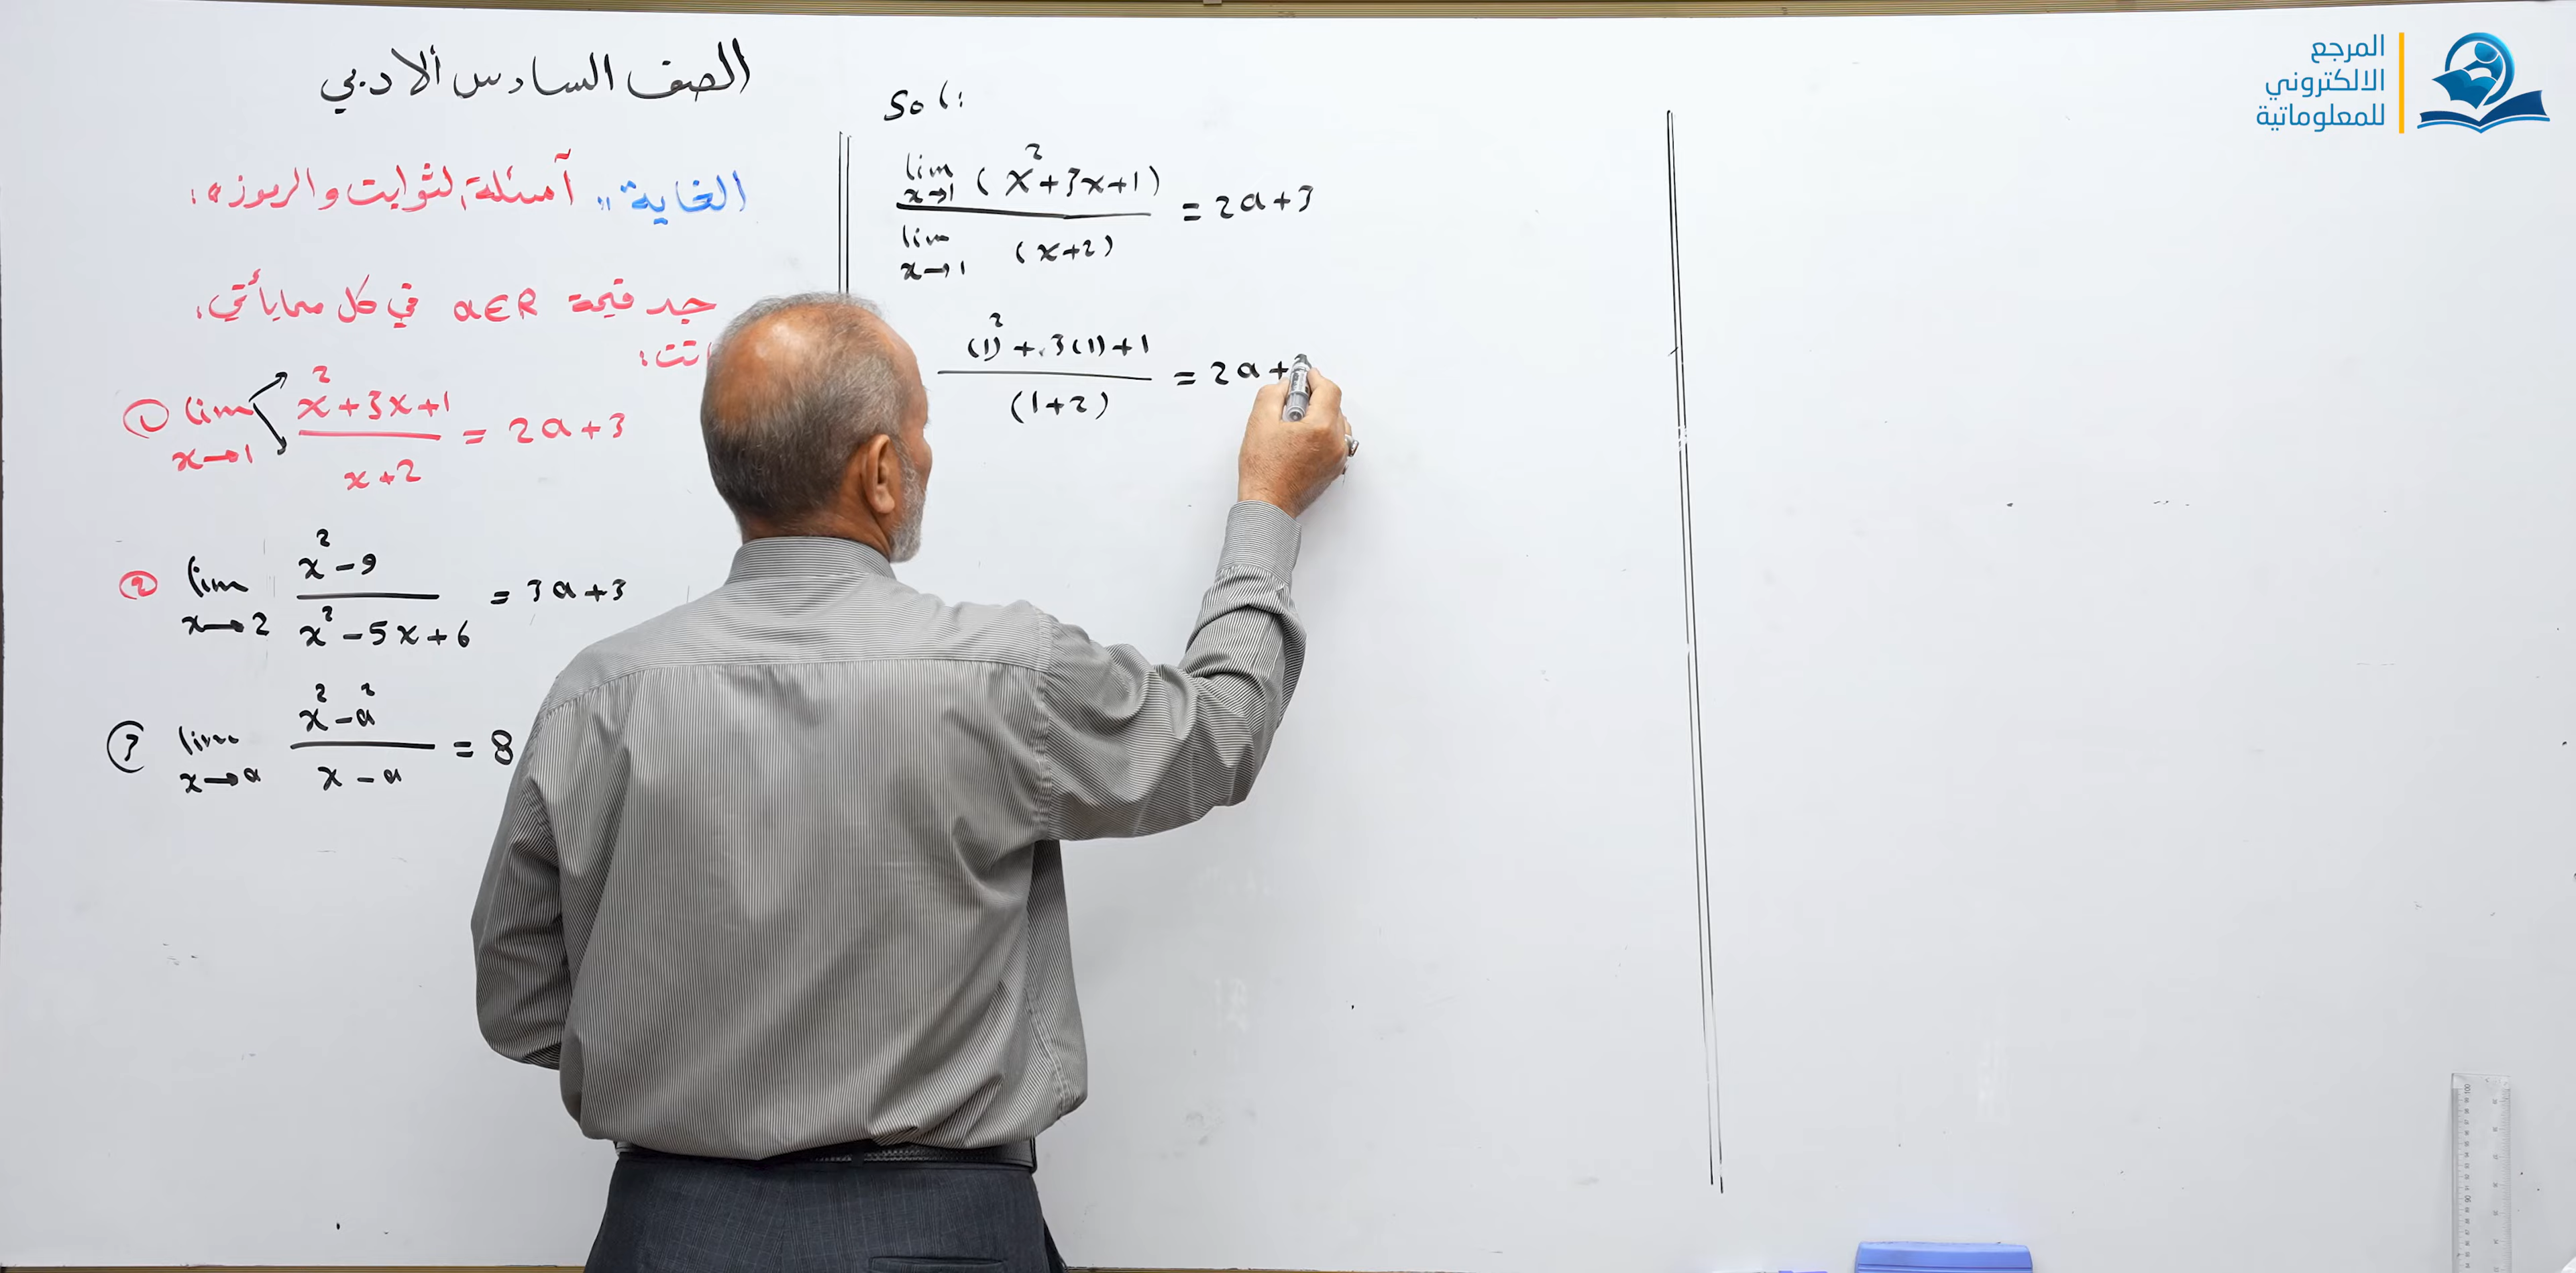 الصف السادس ألادبي
الغاية " أمثلة لثوابت والرموز ":
جد قيمة a∈R في كل مما يأتي،
① lim x→1 (x²+3x+1)/(x+2) = 2a+3
② lim x→2 (x²-9)/(x²-5x+6) = 3a+3
③ lim x→a (x²-a²)/(x-a) = 8
Sol:
lim x→1 (x²+3x+1) / lim x→1 (x+2) = 2a+3
((1)²+3(1)+1)/(1+2) = 2a+
المرجع
الالكتروني
للمعلوماتية